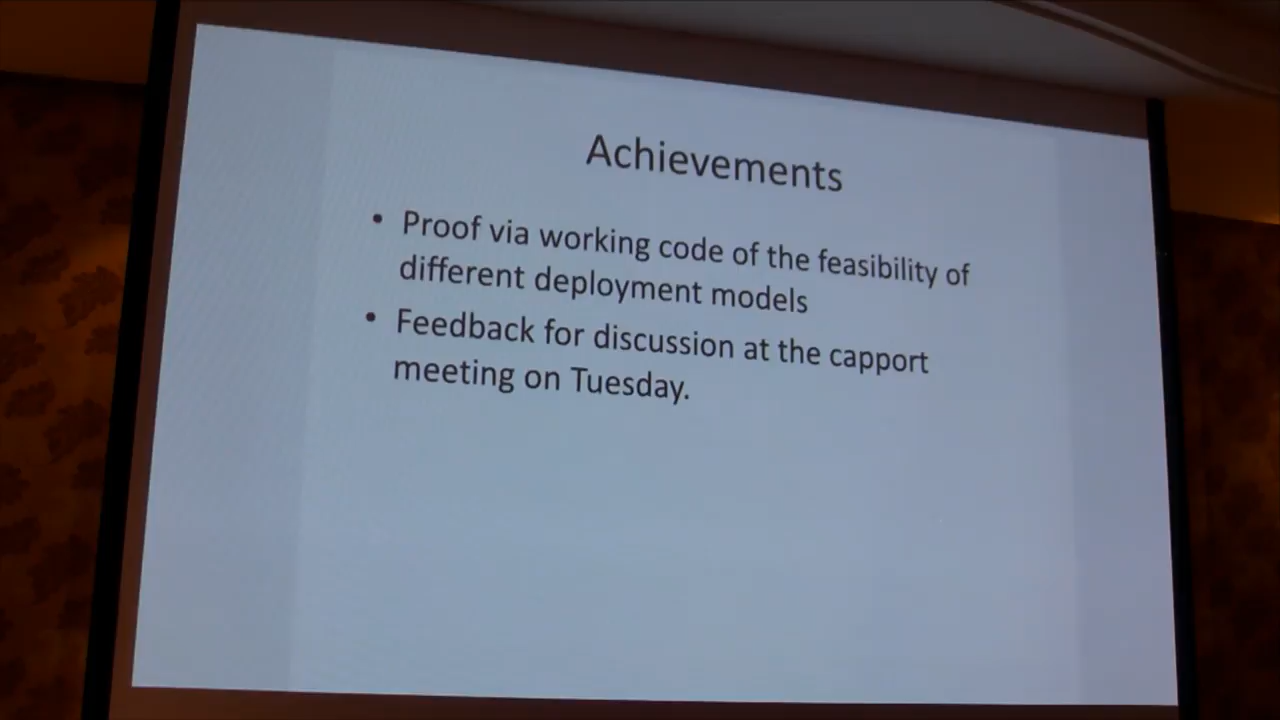 Achievements
• Proof via working code of the feasibility of
different deployment models
• Feedback for discussion at the capport
meeting on Tuesday.